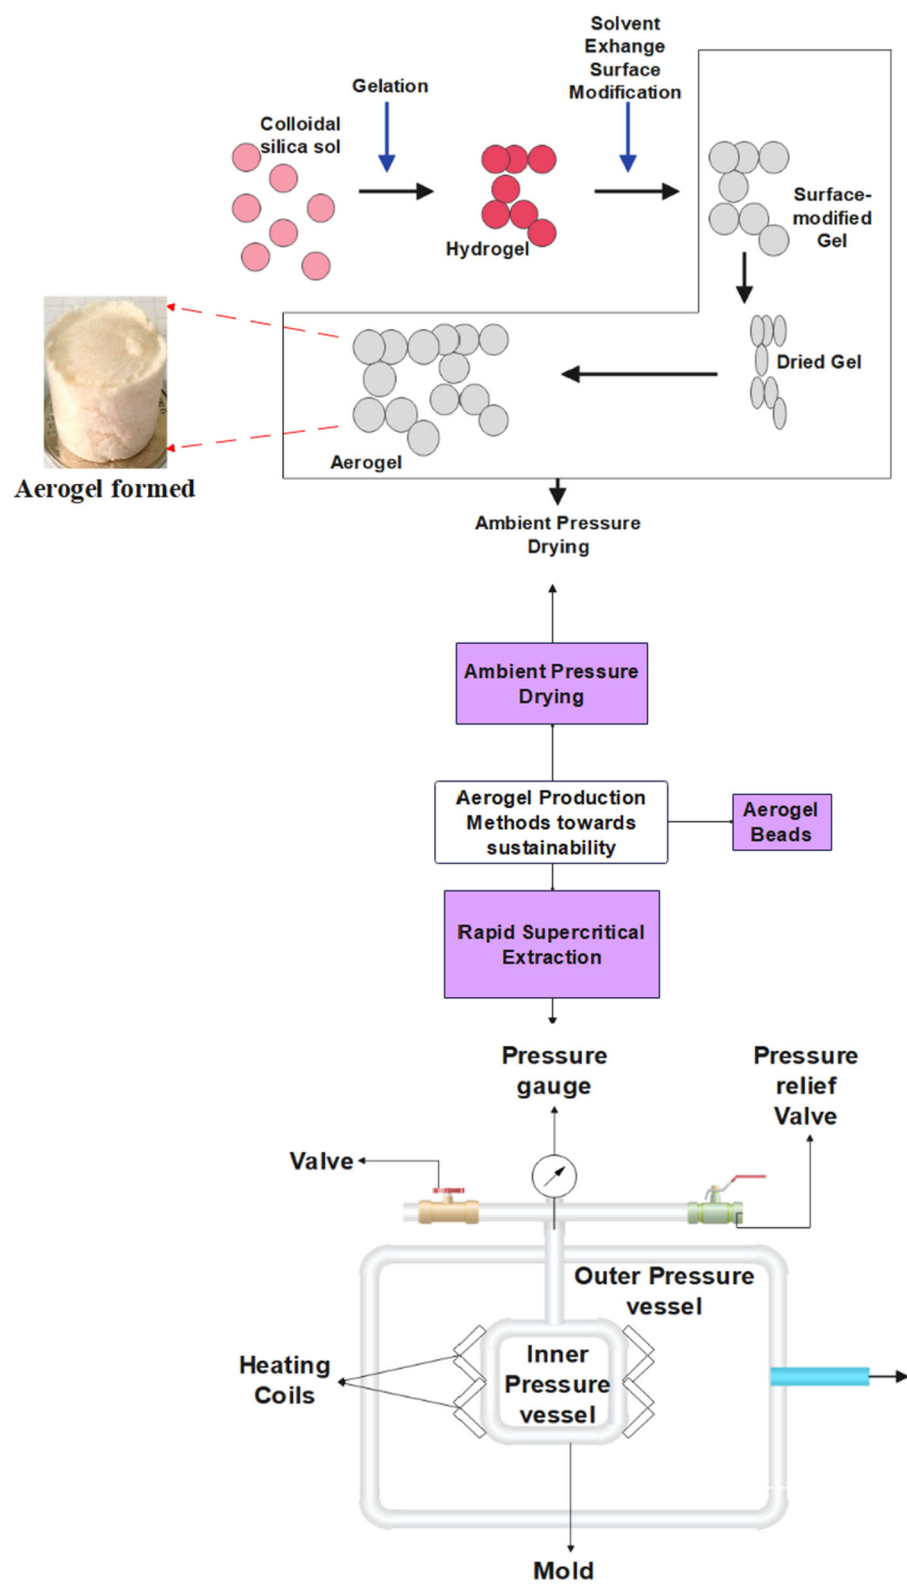 Solvent
Exhange
Surface
Modification
Gelation
Colloidal
silica sol
Hydrogel
Surface-
modified
Gel
Dried Gel
Aerogel
Aerogel formed
Ambient Pressure
Drying
Ambient Pressure
Drying
Aerogel Production
Methods towards
sustainability
Aerogel
Beads
Rapid Supercritical
Extraction
Pressure
gauge
Pressure
relief
Valve
Valve
Outer Pressure
vessel
Inner
Pressure
vessel
Heating
Coils
Mold